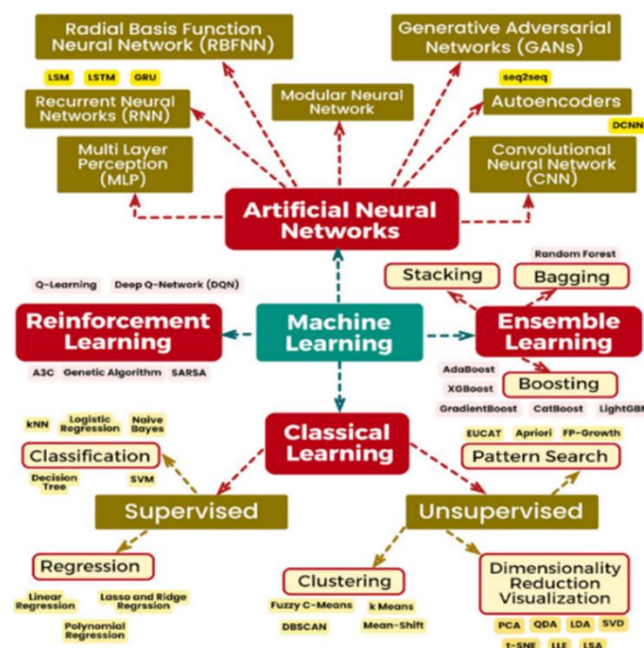 Radial Basis Function
Neural Network (RBFNN)
Generative Adversarial
Networks (GANs)
LSM LSTM GRU
seq2seq
Recurrent Neural
Networks (RNN)
Modular Neural
Network
Autoencoders
DCNN
Multi Layer
Perception
(MLP)
Convolutional
Neural Network
(CNN)
Artificial Neural
Networks
Random Forest
Stacking
Bagging
Q-Learning Deep Q-Network (DQN)
Reinforcement
Learning
Machine
Learning
Ensemble
Learning
A3C Genetic Algorithm SARSA
AdaBoost
XGBoost
Boosting
GradientBoost CatBoost LightGBM
kNN Logistic
Regression Naive
Bayes
Classical
Learning
EUCAT Apriori FP-Growth
Classification
Pattern Search
Decision
Tree
SVM
Supervised
Unsupervised
Regression
Clustering
Dimensionality
Reduction
Visualization
Linear
Regression
Lasso and Ridge
Regrssion
Polynomial
Regression
Fuzzy C-Means k Means
DBSCAN Mean-Shift
PCA QDA LDA SVD
t-SNE LLE LSA